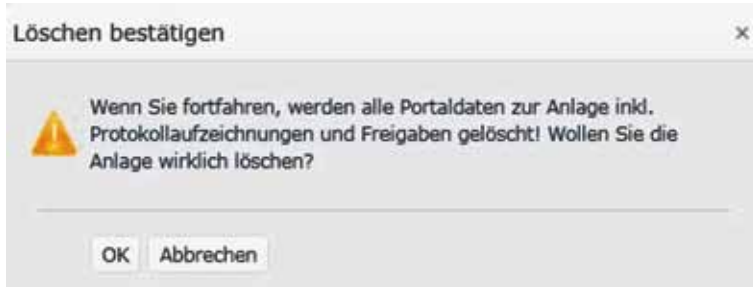 Löschen bestätigen ×
Wenn Sie fortfahren, werden alle Portaldaten zur Anlage inkl.
Protokollaufzeichnungen und Freigaben gelöscht! Wollen Sie die
Anlage wirklich löschen?
OK Abbrechen